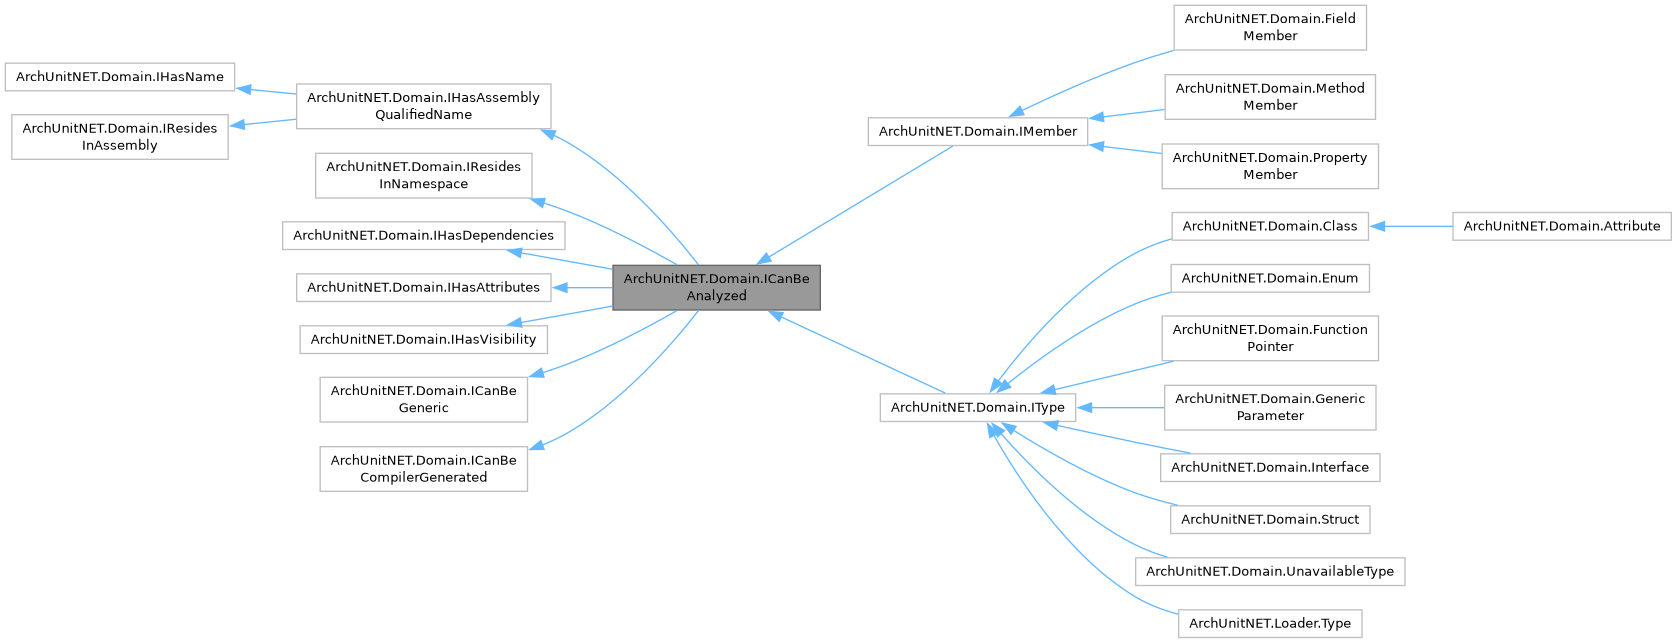 ArchUnitNET.Domain.IHasName
ArchUnitNET.Domain.IResides
InAssembly
ArchUnitNET.Domain.IHasAssembly
QualifiedName
ArchUnitNET.Domain.IResides
InNamespace
ArchUnitNET.Domain.IHasDependencies
ArchUnitNET.Domain.IHasAttributes
ArchUnitNET.Domain.IHasVisibility
ArchUnitNET.Domain.ICanBe
Generic
ArchUnitNET.Domain.ICanBe
CompilerGenerated
ArchUnitNET.Domain.ICanBe
Analyzed
ArchUnitNET.Domain.IMember
ArchUnitNET.Domain.IType
ArchUnitNET.Domain.Field
Member
ArchUnitNET.Domain.Method
Member
ArchUnitNET.Domain.Property
Member
ArchUnitNET.Domain.Class
ArchUnitNET.Domain.Attribute
ArchUnitNET.Domain.Enum
ArchUnitNET.Domain.Function
Pointer
ArchUnitNET.Domain.Generic
Parameter
ArchUnitNET.Domain.Interface
ArchUnitNET.Domain.Struct
ArchUnitNET.Domain.UnavailableType
ArchUnitNET.Loader.Type